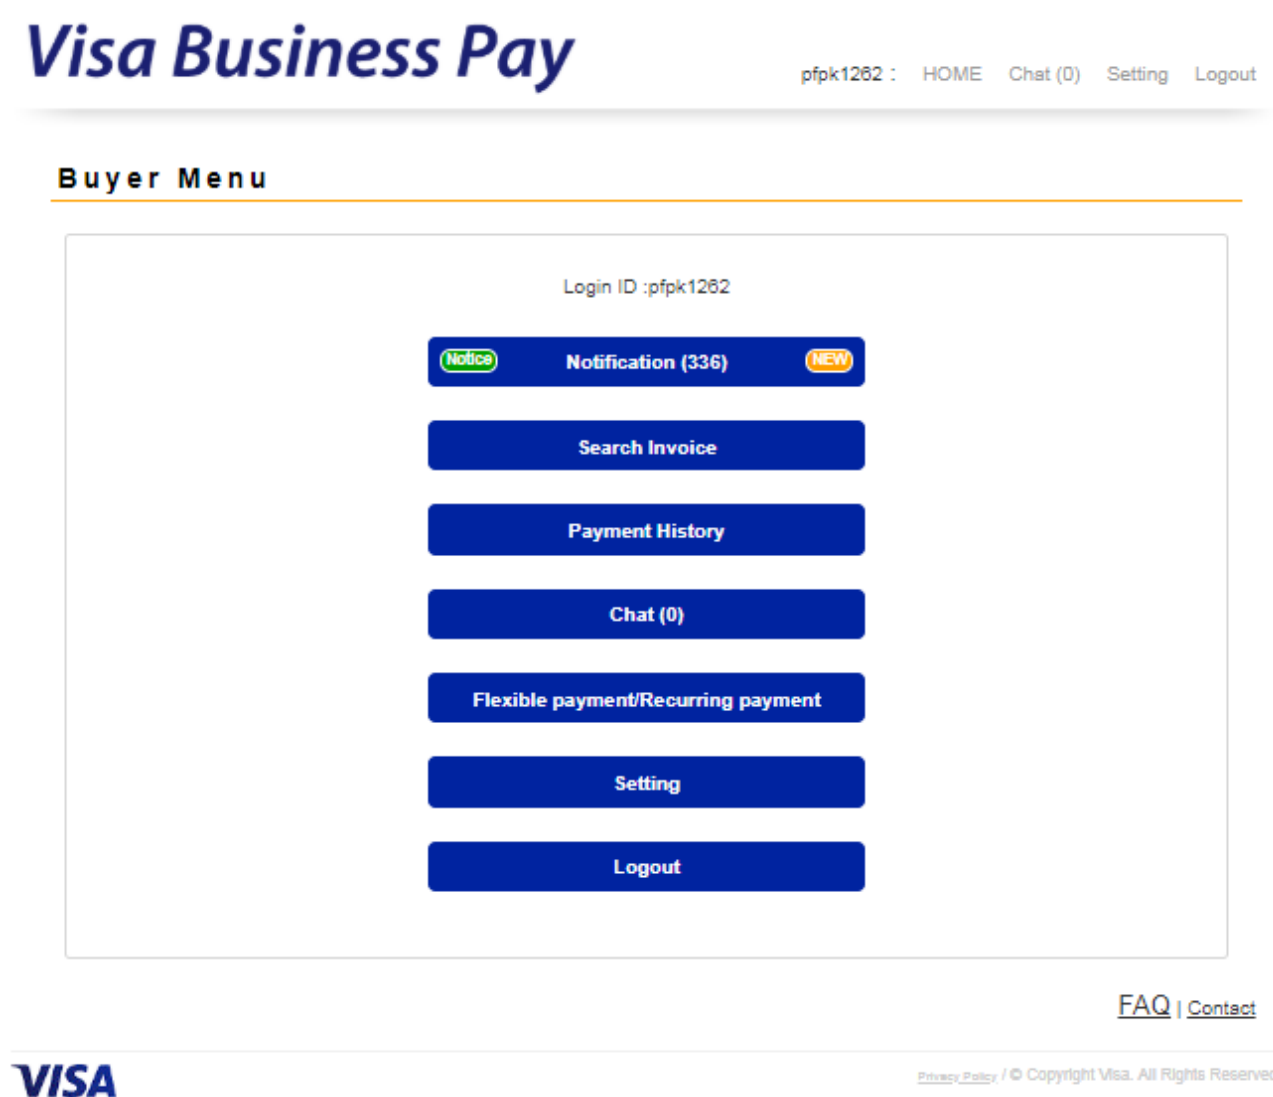 Visa Business Pay
pfpk1262 : HOME Chat (0) Setting Logout
Buyer Menu
Login ID :pfpk1262
Notice Notification (336) NEW
Search Invoice
Payment History
Chat (0)
Flexible payment/Recurring payment
Setting
Logout
FAQ | Contact
VISA
Privacy Policy / © Copyright Visa. All Rights Reserved